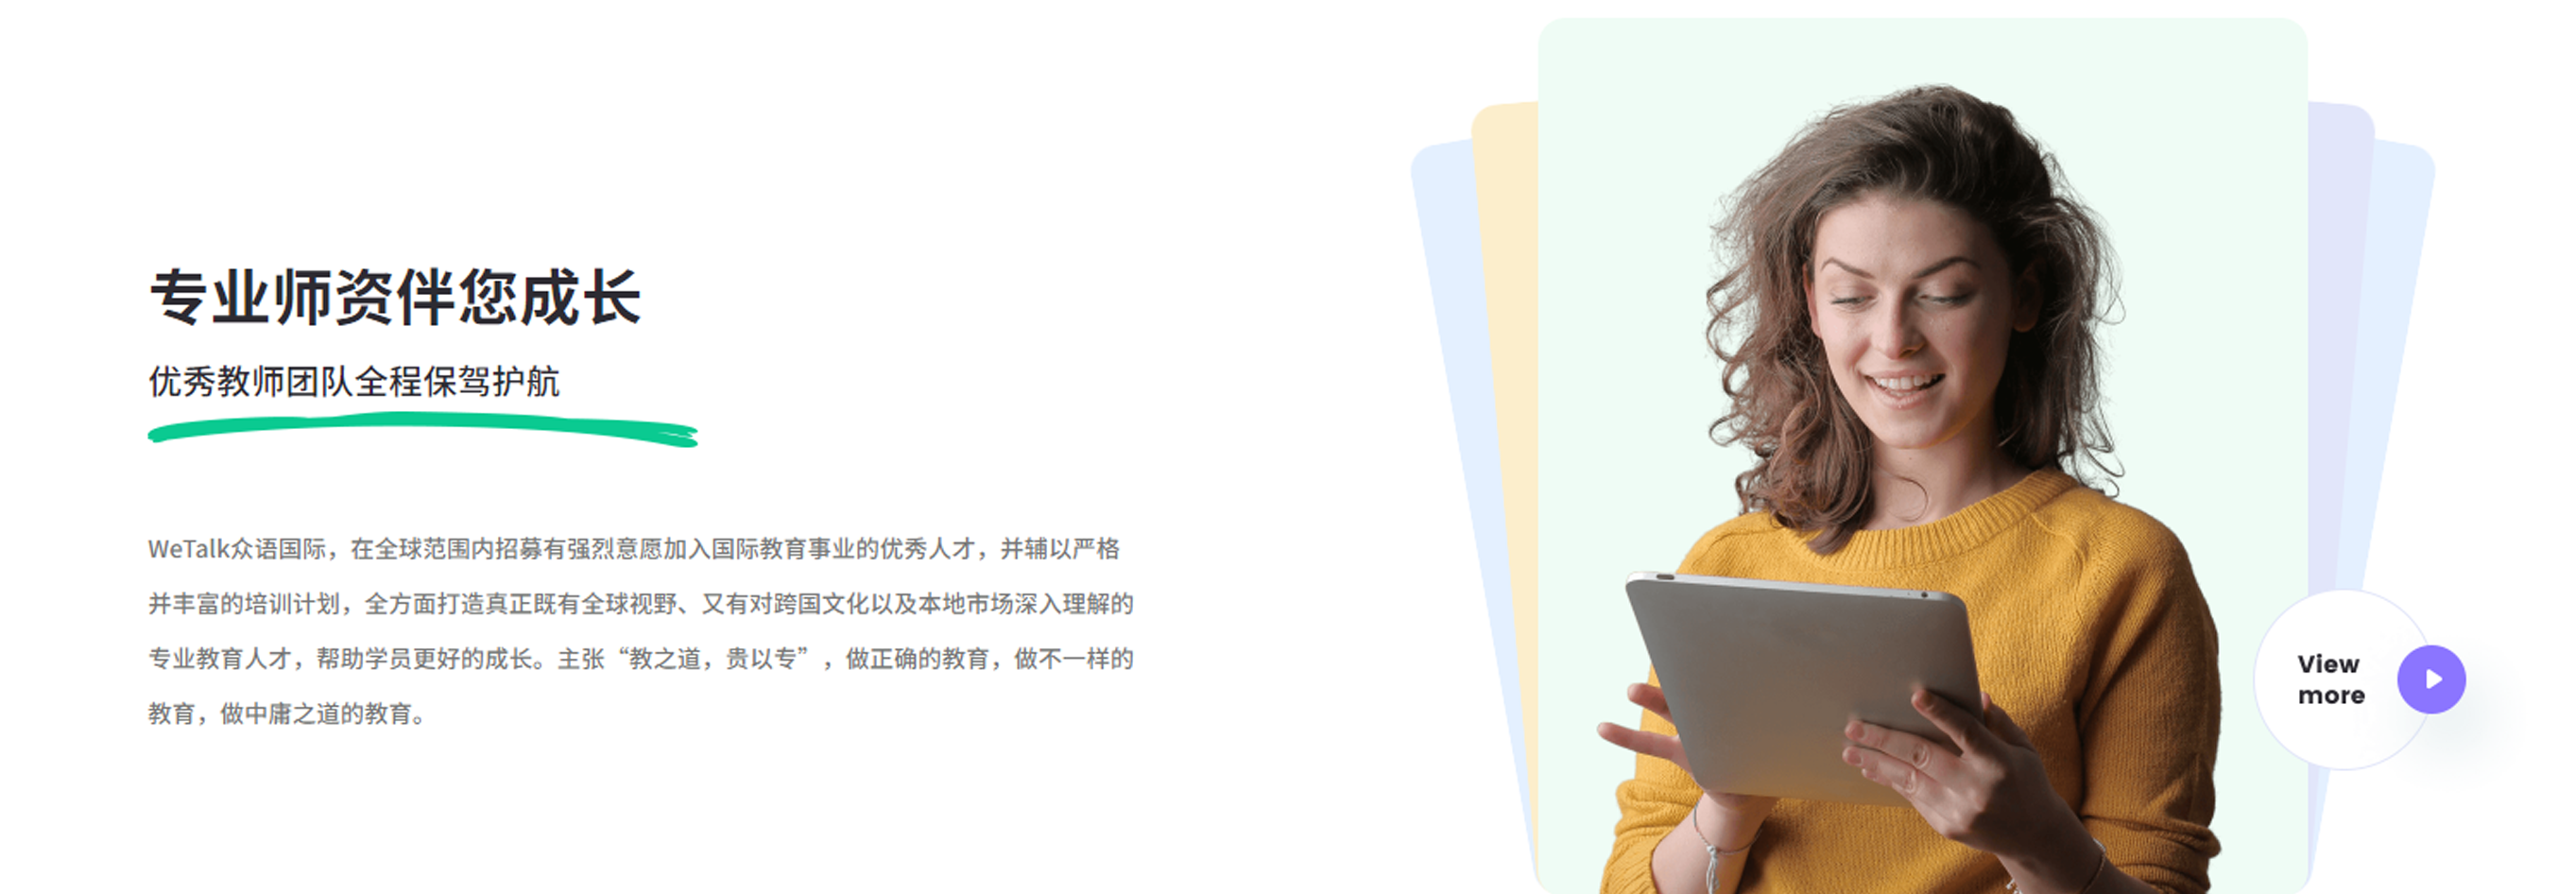 专业师资伴您成长
优秀教师团队全程保驾护航
WeTalk众语国际，在全球范围内招募有强烈意愿加入国际教育事业的优秀人才，并辅以严格
并丰富的培训计划，全方面打造真正既有全球视野、又有对跨国文化以及本地市场深入理解的
专业教育人才，帮助学员更好的成长。主张“教之道，贵以专”，做正确的教育，做不一样的
教育，做中庸之道的教育。
View
more